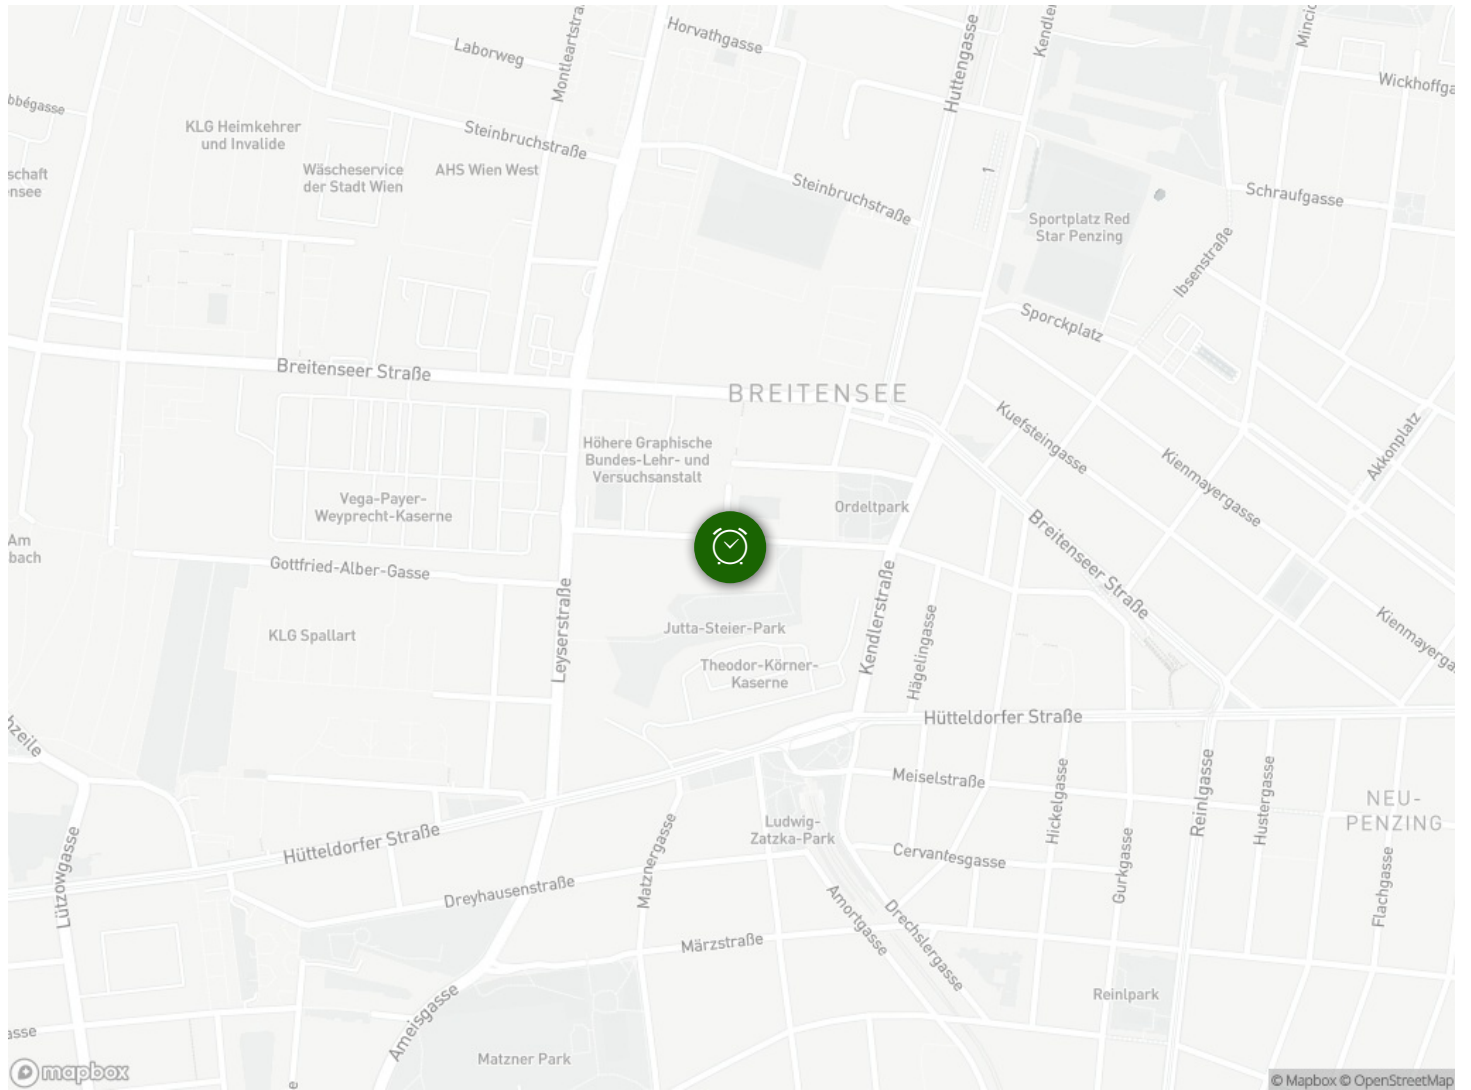 Laborweg
Montleartstra
Horvathgasse
Huttengasse
Kendler
Mincio
Wickhoffga
bbégasse
KLG Heimkehrer
und Invalide
Steinbruchstraße
Wäscheservice
der Stadt Wien
AHS Wien West
schaft
ensee
Steinbruchstraße
1
Sportplatz Red
Star Penzing
Schraufgasse
Ibsenstraße
Sporckplatz
Breitenseer Straße
BREITENSEE
Kuefsteingasse
Kienmayergasse
Akkonplatz
Höhere Graphische
Bundes-Lehr- und
Versuchsanstalt
Vega-Payer-
Weyprecht-Kaserne
Ordeltpark
Breitenseer Straße
Am
bach
Gottfried-Alber-Gasse
Leyserstraße
Kendlerstraße
Hägelingasse
Kienmayerga
KLG Spallart
Jutta-Steier-Park
Theodor-Körner-
Kaserne
bzeile
Hütteldorfer Straße
Meiselstraße
Hickelgasse
Reinlgasse
Hustergasse
NEU-
PENZING
Lützowgasse
Hütteldorfer Straße
Matznergasse
Ludwig-
Zatzka-Park
Cervantesgasse
Gurkgasse
Flachgasse
Dreyhausenstraße
Amortgasse
Drechslergasse
Märzstraße
Reinlpark
asse
Ameisgasse
Matzner Park
e
mapbox
© Mapbox © OpenStreetMap